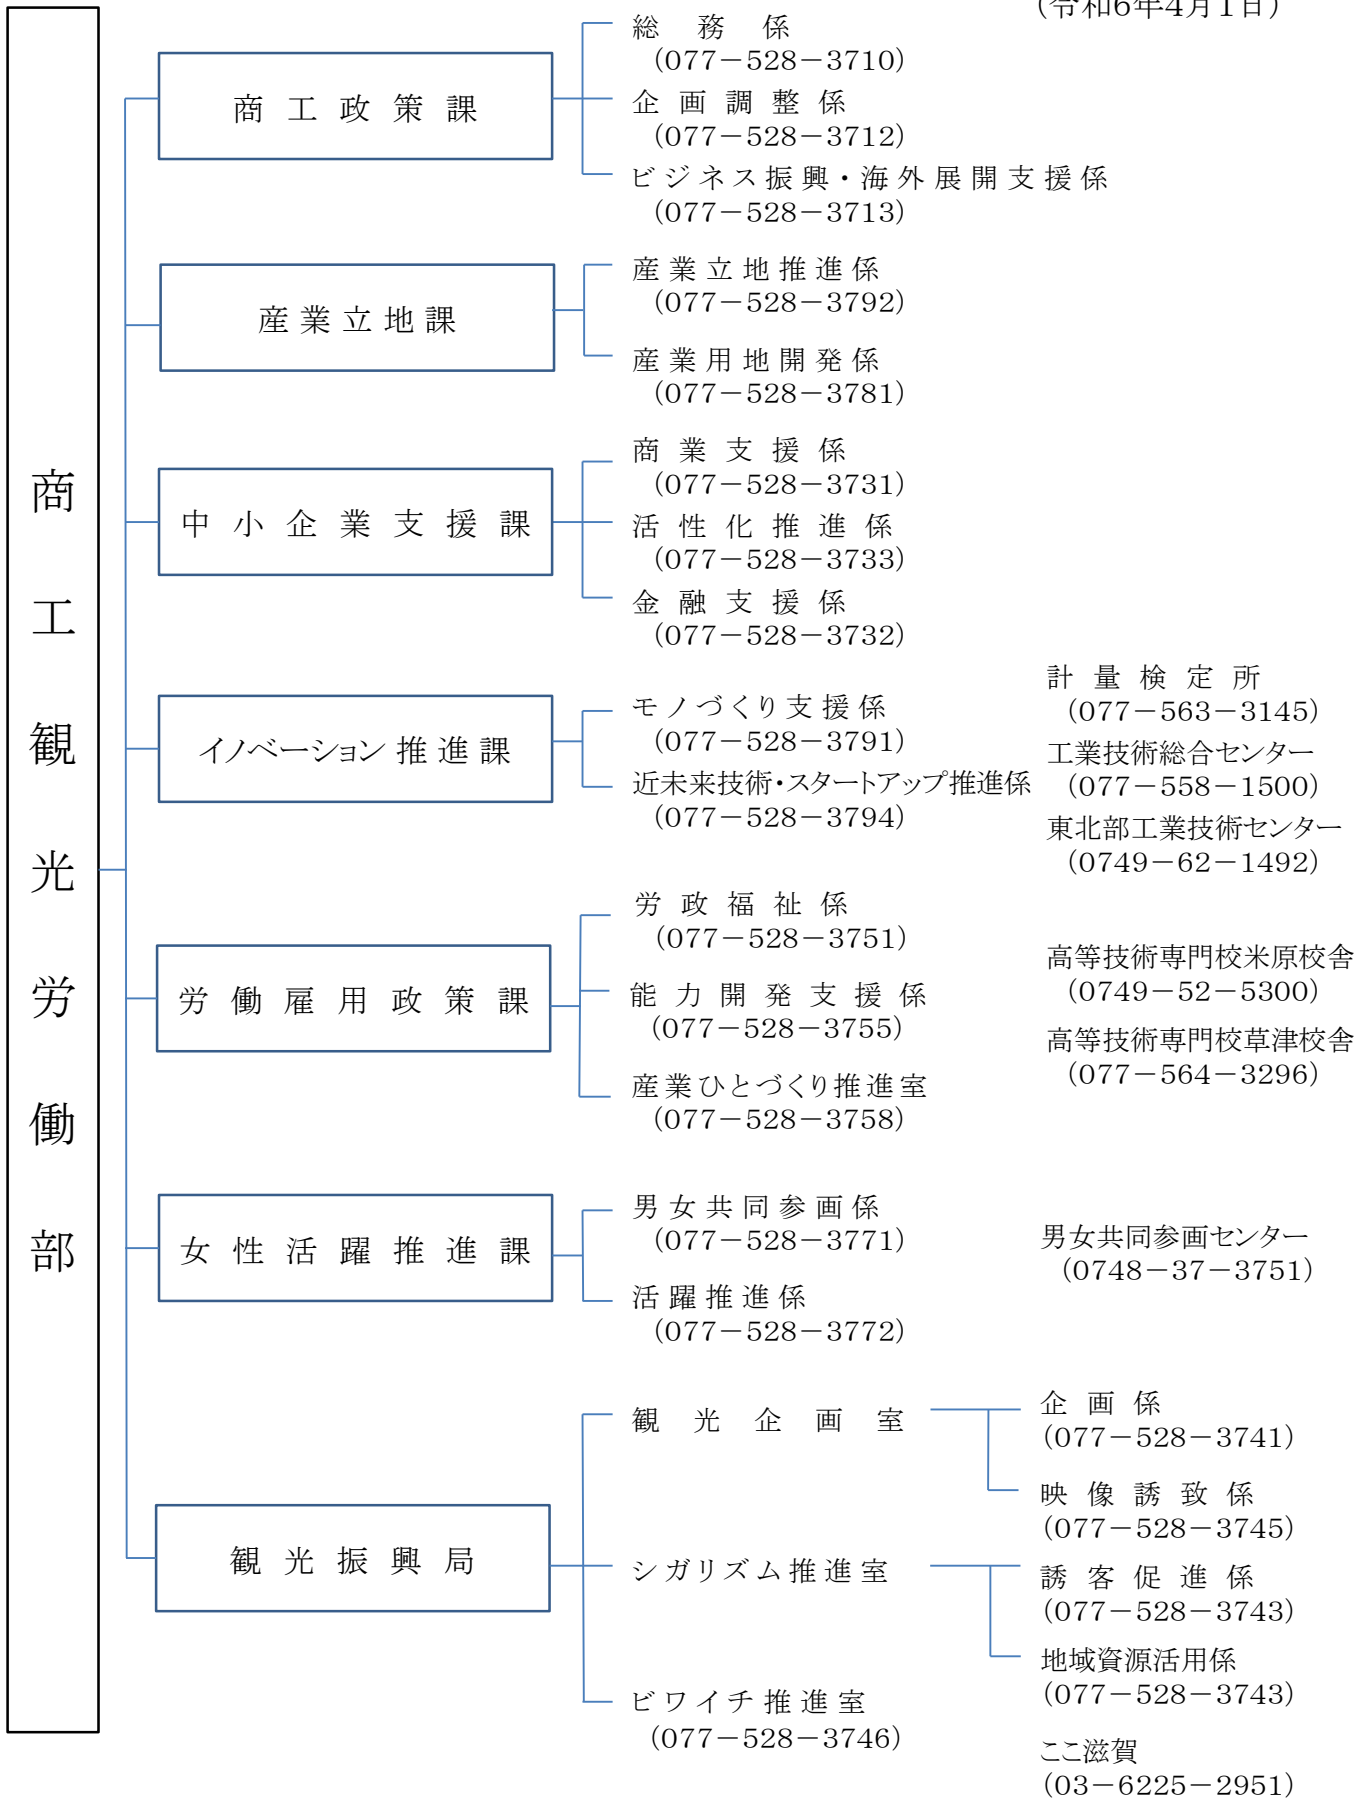 （令和6年4月1日）
商工観光労働部
商工政策課
総務係
（077－528－3710）
企画調整係
（077－528－3712）
ビジネス振興・海外展開支援係
（077－528－3713）
産業立地課
産業立地推進係
（077－528－3792）
産業用地開発係
（077－528－3781）
中小企業支援課
商業支援係
（077－528－3731）
活性化推進係
（077－528－3733）
金融支援係
（077－528－3732）
イノベーション推進課
モノづくり支援係
（077－528－3791）
近未来技術・スタートアップ推進係
（077－528－3794）
計量検定所
（077－563－3145）
工業技術総合センター
（077－558－1500）
東北部工業技術センター
（0749－62－1492）
労働雇用政策課
労政福祉係
（077－528－3751）
能力開発支援係
（077－528－3755）
産業ひとづくり推進室
（077－528－3758）
高等技術専門校米原校舎
（0749－52－5300）
高等技術専門校草津校舎
（077－564－3296）
女性活躍推進課
男女共同参画係
（077－528－3771）
活躍推進係
（077－528－3772）
男女共同参画センター
（0748－37－3751）
観光振興局
観光企画室
企画係
（077－528－3741）
映像誘致係
（077－528－3745）
シガリズム推進室
誘客促進係
（077－528－3743）
地域資源活用係
（077－528－3743）
ビワイチ推進室
（077－528－3746）
ここ滋賀
（03－6225－2951）